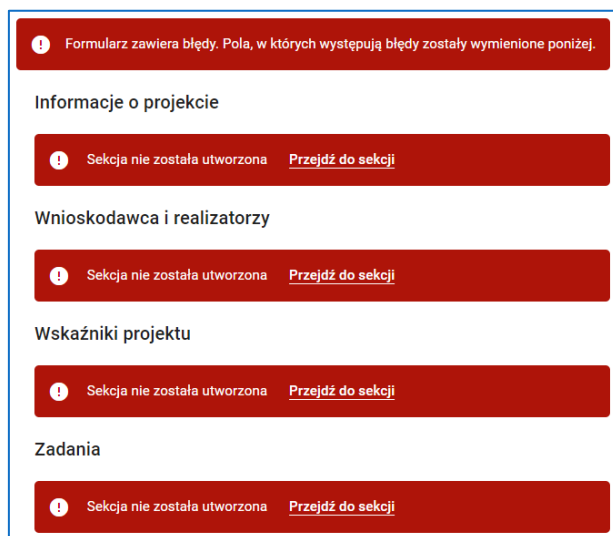 Formularz zawiera błędy. Pola, w których występują błędy zostały wymienione poniżej.
Informacje o projekcie
Sekcja nie została utworzona Przejdź do sekcji
Wnioskodawca i realizatorzy
Sekcja nie została utworzona Przejdź do sekcji
Wskaźniki projektu
Sekcja nie została utworzona Przejdź do sekcji
Zadania
Sekcja nie została utworzona Przejdź do sekcji